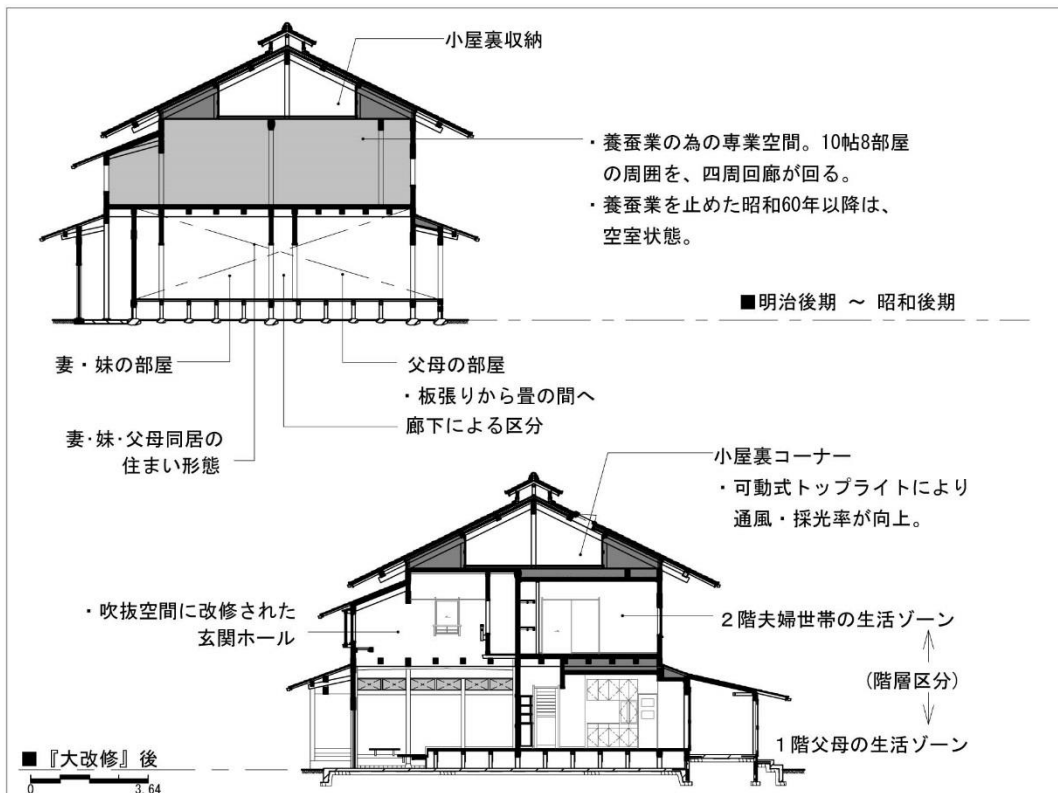 小屋裏収納
・養蚕業の為の専業空間。10帖8部屋
の周囲を、四周回廊が回る。
・養蚕業を止めた昭和60年以降は、
空室状態。
■明治後期 ～ 昭和後期
妻・妹の部屋
父母の部屋
・板張りから畳の間へ
廊下による区分
妻・妹・父母同居の
住まい形態
小屋裏コーナー
・可動式トップライトにより
通風・採光率が向上。
・吹抜空間に改修された
玄関ホール
２階夫婦世帯の生活ゾーン
(階層区分)
１階父母の生活ゾーン
■『大改修』後
0 3.64